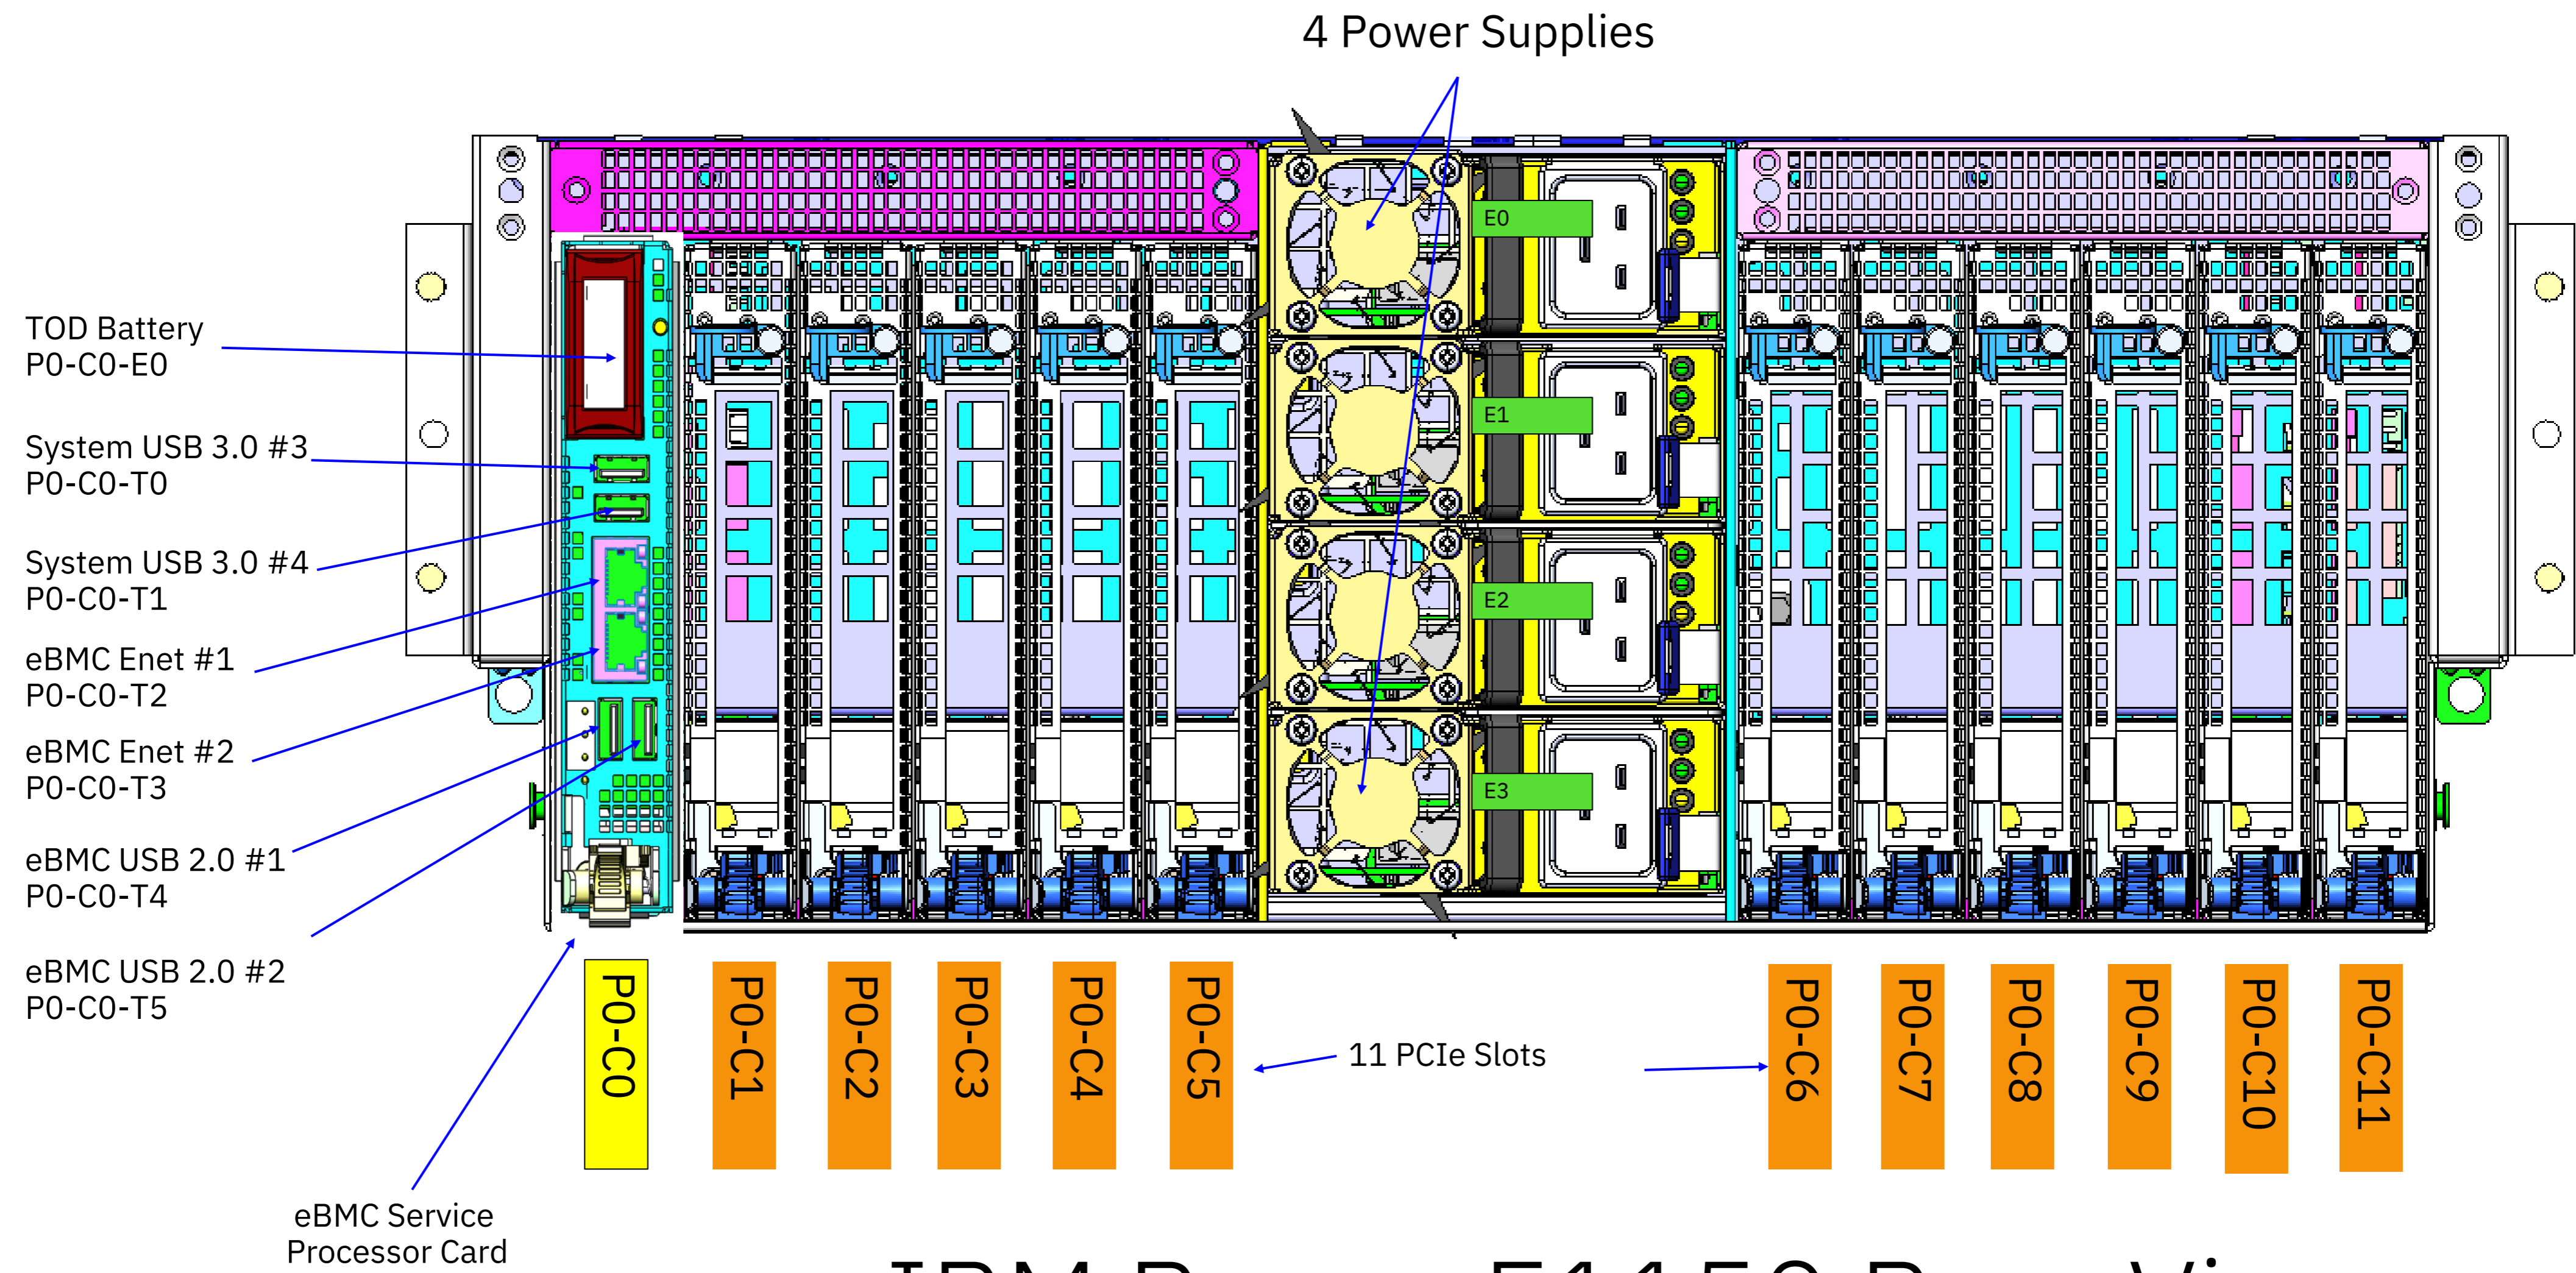 4 Power Supplies
E0
E1
E2
E3
TOD Battery
P0-C0-E0
System USB 3.0 #3
P0-C0-T0
System USB 3.0 #4
P0-C0-T1
eBMC Enet #1
P0-C0-T2
eBMC Enet #2
P0-C0-T3
eBMC USB 2.0 #1
P0-C0-T4
eBMC USB 2.0 #2
P0-C0-T5
P0-C0
P0-C1
P0-C2
P0-C3
P0-C4
P0-C5
11 PCIe Slots
P0-C6
P0-C7
P0-C8
P0-C9
P0-C10
P0-C11
eBMC Service
Processor Card